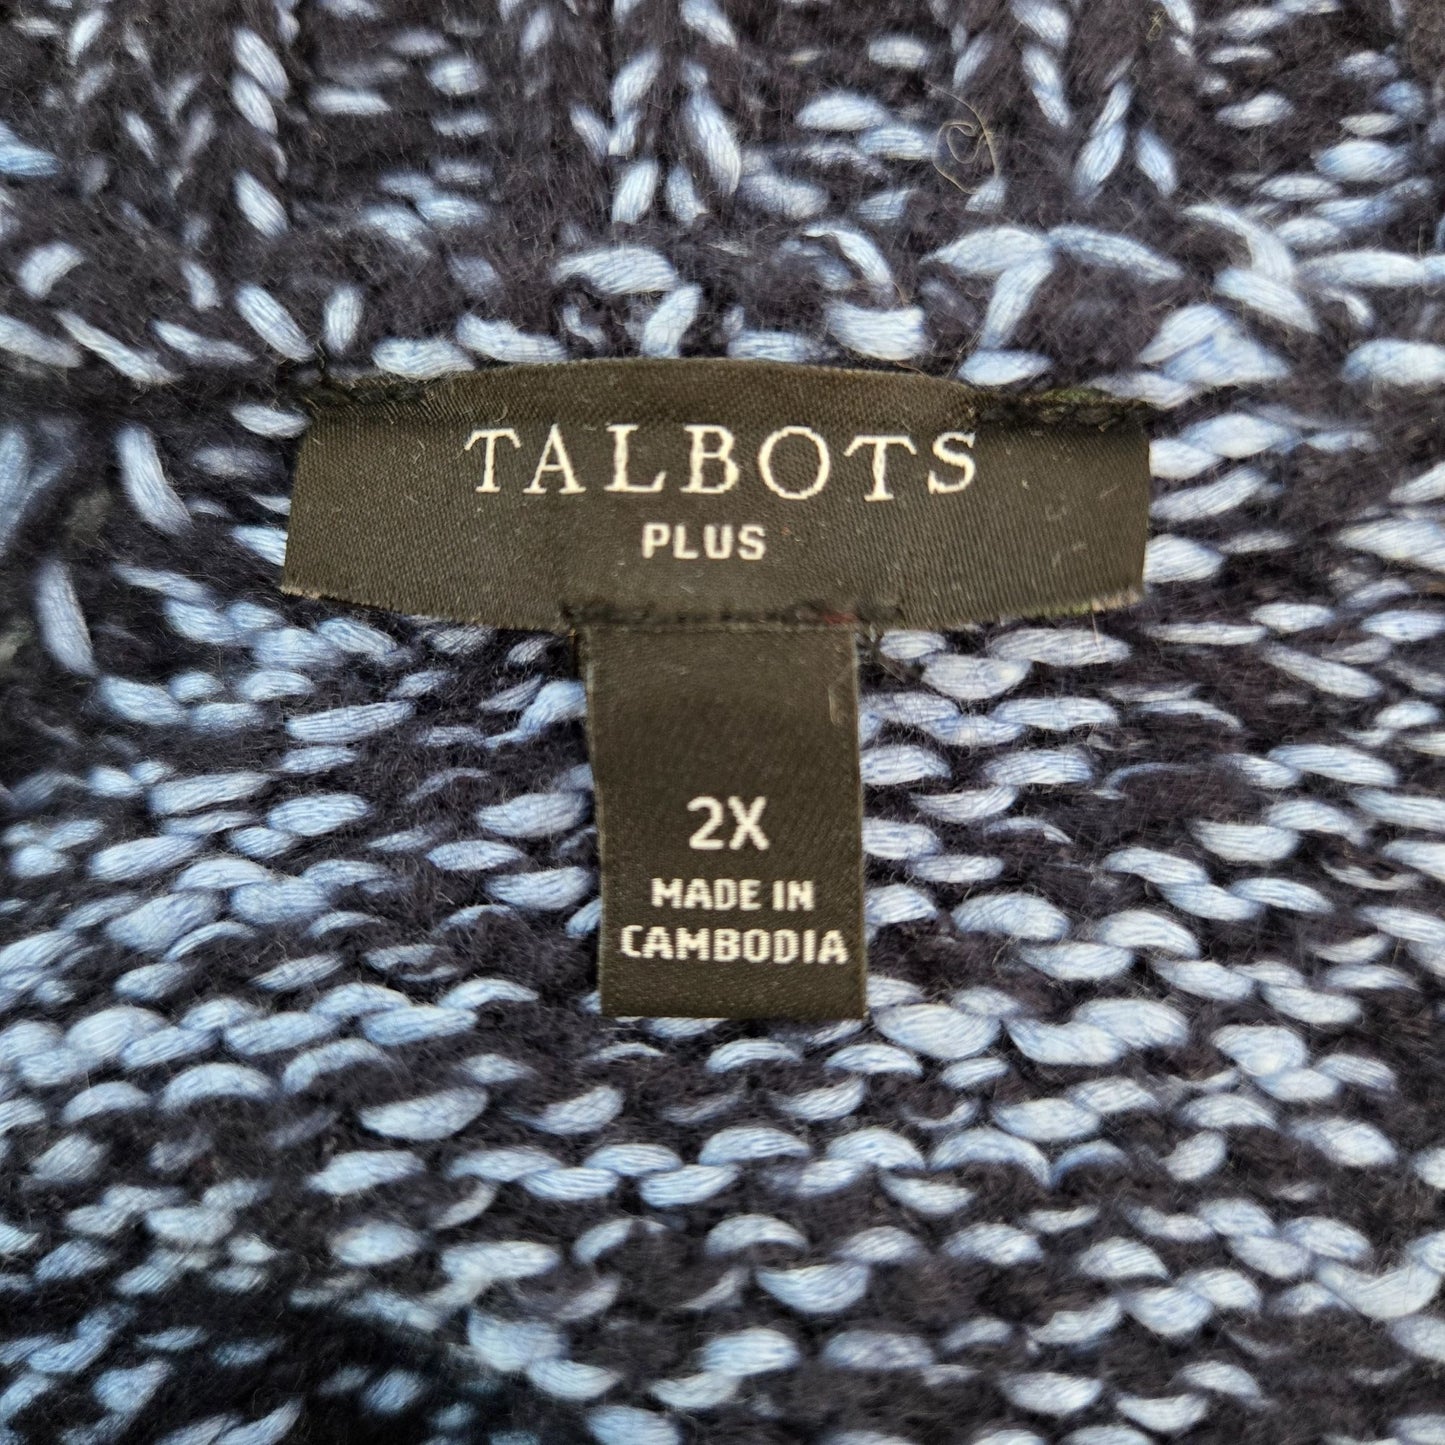 TALBOTS
PLUS
2X
MADE IN
CAMBODIA